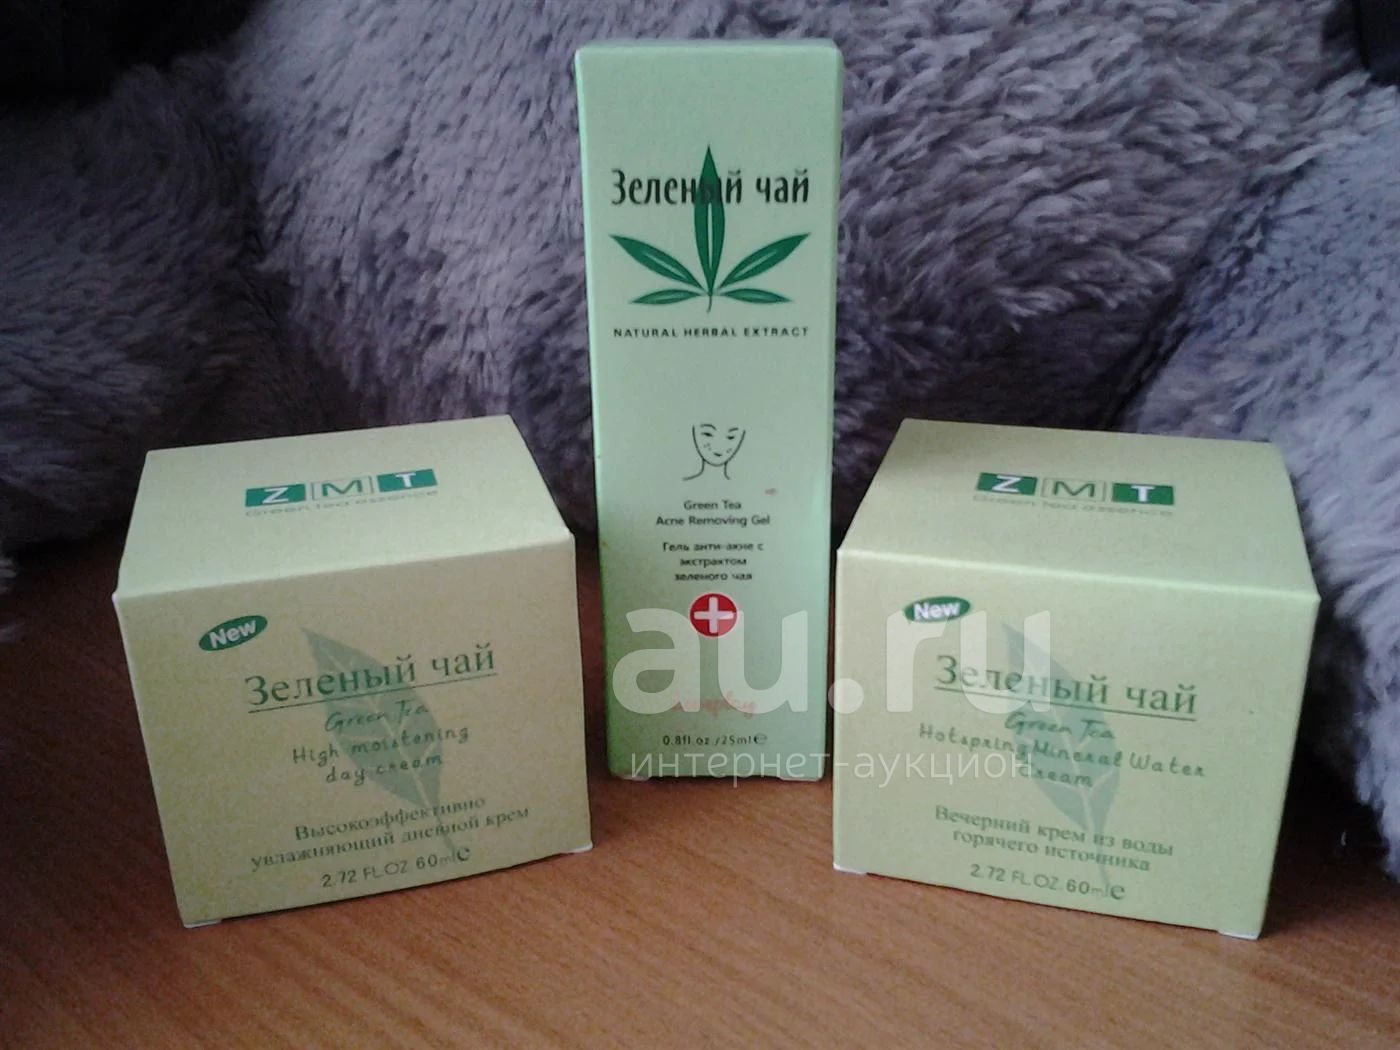 Зеленый чай
NATURAL HERBAL EXTRACT
Green Tea
Acne Removing Gel
Гель анти-акне с
экстрактом
зеленого чая
0.8fl.oz./25ml℮
Z M T
Green tea essence
New
Зеленый чай
Green Tea
High moistening
day cream
Высокоэффективно
увлажняющий дневной крем
2.72 FL.OZ. 60ml℮
Z M T
Green tea essence
New
Зеленый чай
Green Tea
Hotspring Mineral Water
Cream
Вечерний крем из воды
горячего источника
2.72 FL.OZ. 60ml℮
au.ru
интернет-аукцион